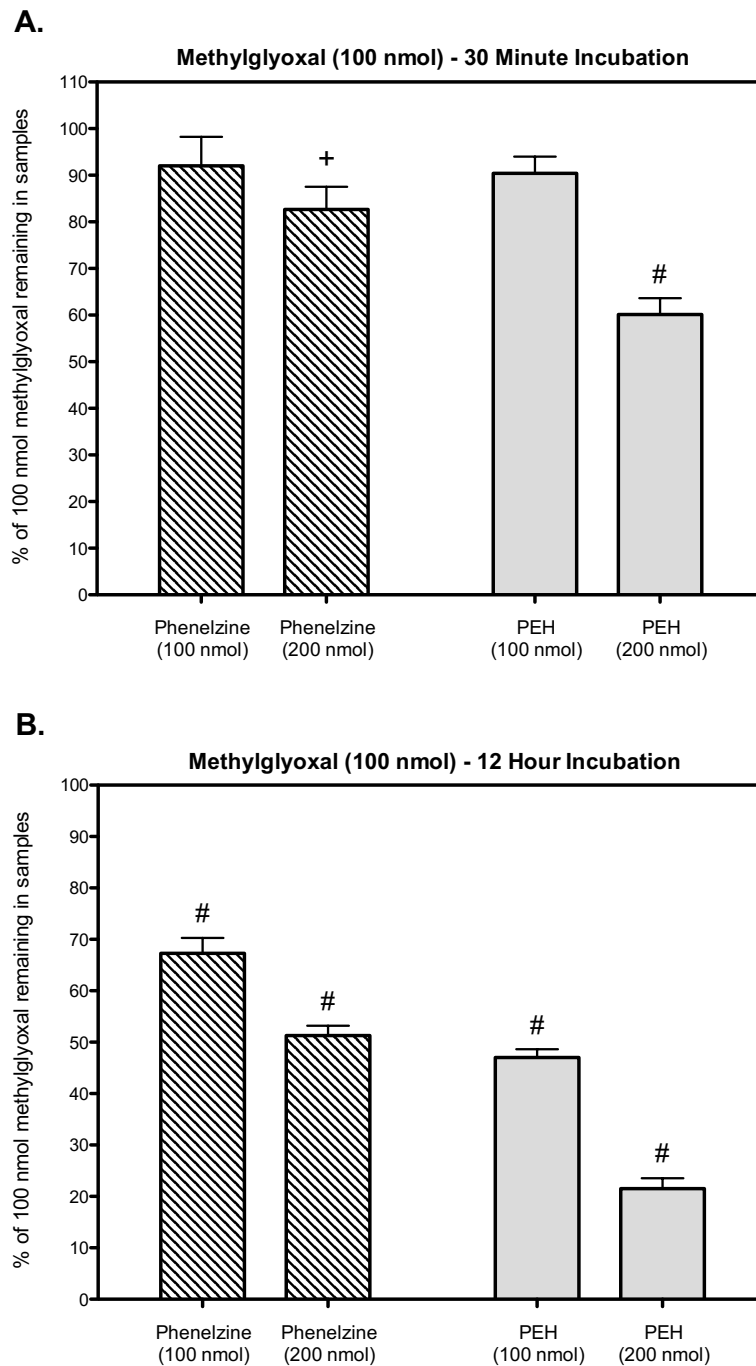 A.
Methylglyoxal (100 nmol) - 30 Minute Incubation
% of 100 nmol methylglyoxal remaining in samples
110
100
90
80
70
60
50
40
30
20
10
0
+
#
Phenelzine
(100 nmol)
Phenelzine
(200 nmol)
PEH
(100 nmol)
PEH
(200 nmol)
B.
Methylglyoxal (100 nmol) - 12 Hour Incubation
% of 100 nmol methylglyoxal remaining in samples
100
90
80
70
60
50
40
30
20
10
0
#
#
#
#
Phenelzine
(100 nmol)
Phenelzine
(200 nmol)
PEH
(100 nmol)
PEH
(200 nmol)